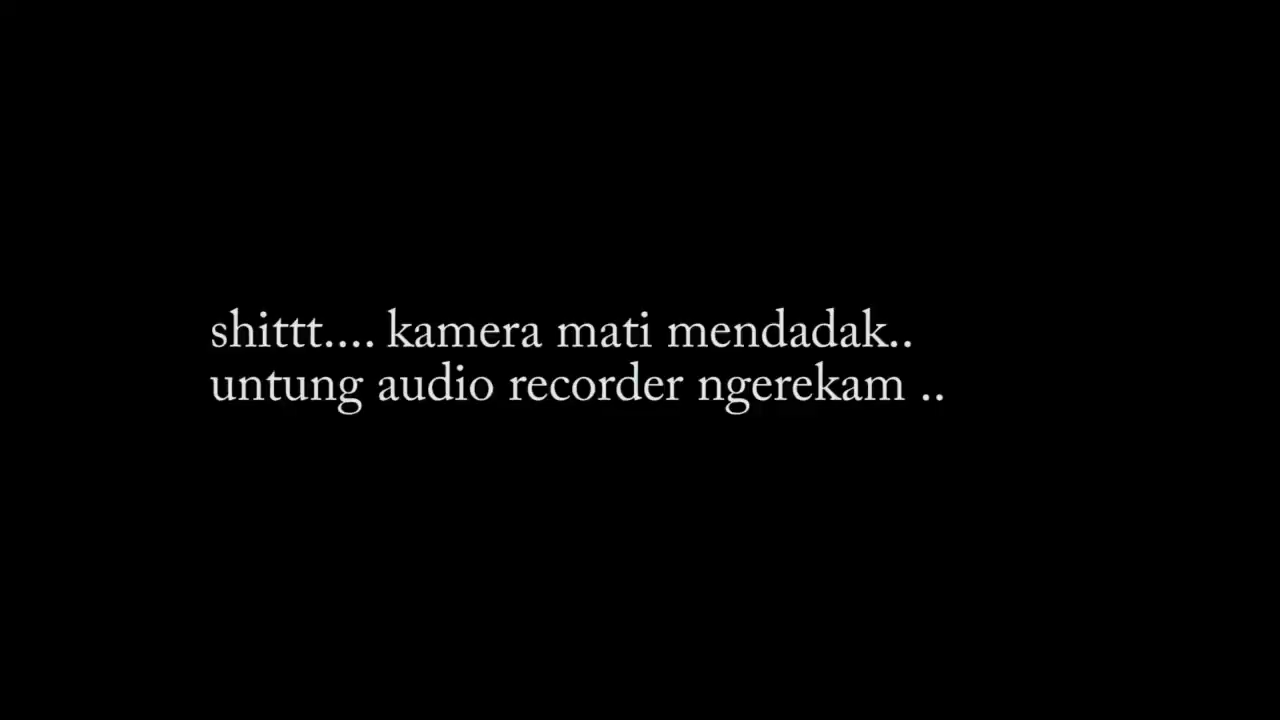 shittt.... kamera mati mendadak..
untung audio recorder ngerekam ..